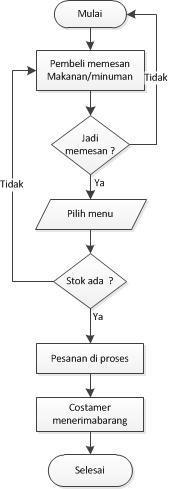 Mulai
Pembeli memesan
Makanan/minuman
Tidak
Jadi
memesan ?
Ya
Tidak
Pilih menu
Stok ada  ?
Ya
Pesanan di proses
Costamer
menerimabarang
Selesai